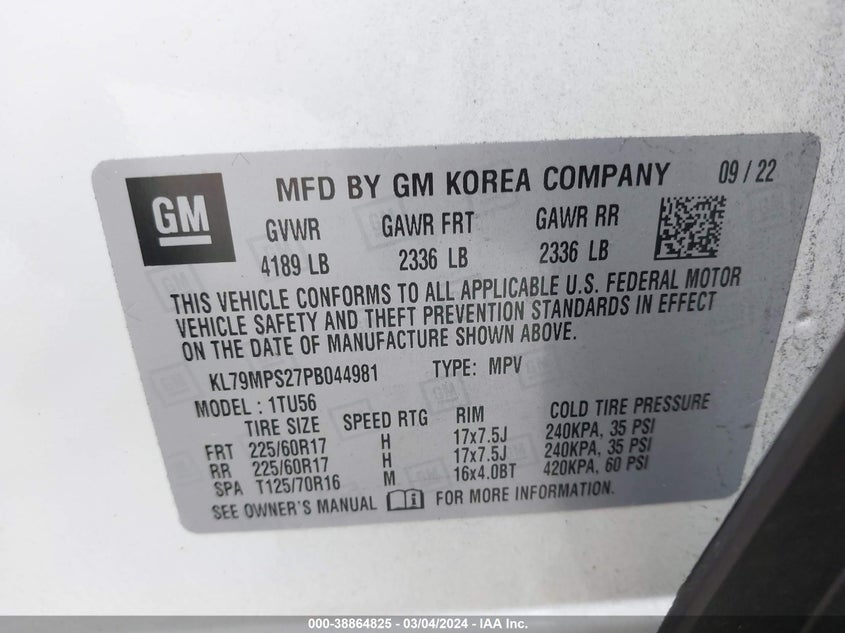 GM
MFD BY GM KOREA COMPANY 09 / 22
GVWR GAWR FRT GAWR RR
4189 LB 2336 LB 2336 LB
THIS VEHICLE CONFORMS TO ALL APPLICABLE U.S. FEDERAL MOTOR
VEHICLE SAFETY AND THEFT PREVENTION STANDARDS IN EFFECT
ON THE DATE OF MANUFACTURE SHOWN ABOVE.
KL79MPS27PB044981 TYPE: MPV
MODEL : 1TU56
TIRE SIZE SPEED RTG RIM COLD TIRE PRESSURE
FRT 225/60R17 H 17x7.5J 240KPA, 35 PSI
RR 225/60R17 H 17x7.5J 240KPA, 35 PSI
SPA T125/70R16 M 16x4.0BT 420KPA, 60 PSI
SEE OWNER'S MANUAL FOR MORE INFORMATION.
000-38864825 - 03/04/2024 - IAA Inc.